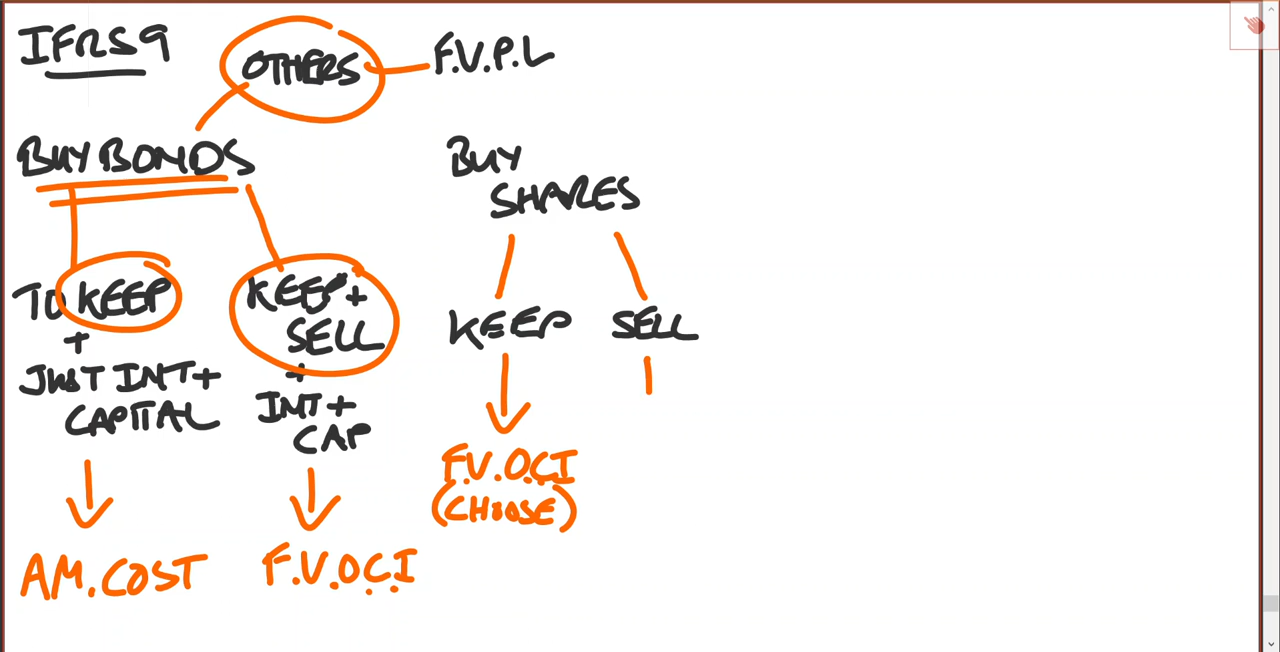 IFRS9
OTHERS
F.V.P.L
BUY BONDS
BUY
SHARES
TO KEEP
+
JUST INT+
CAPITAL
KEEP+
SELL
+
INT+
CAP
KEEP
SELL
F.V.O.C.I
(CHOOSE)
AM.COST
F.V.O.C.I